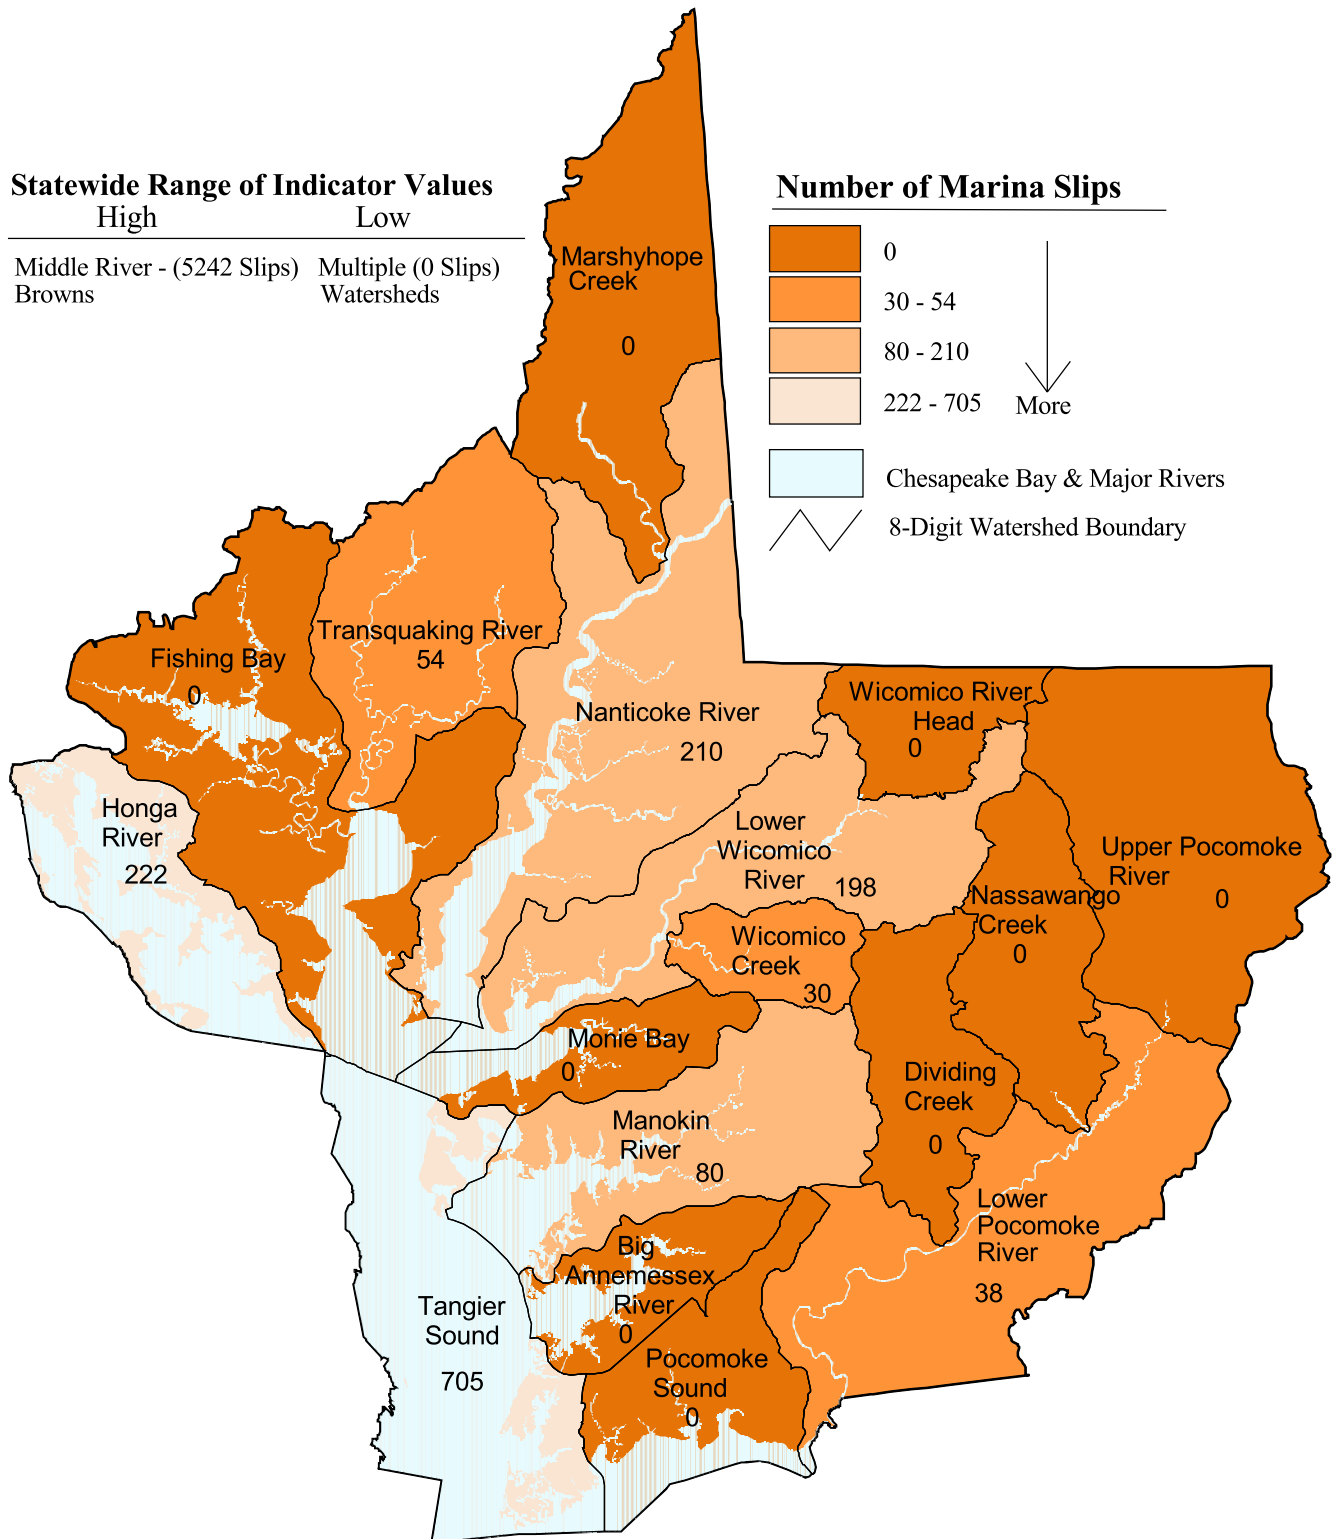 Statewide Range of Indicator Values
High Low
Middle River - (5242 Slips) Multiple (0 Slips)
Browns Watersheds
Number of Marina Slips
0
30 - 54
80 - 210
222 - 705
More
Chesapeake Bay & Major Rivers
8-Digit Watershed Boundary
Marshyhope
Creek
0
Transquaking River
54
Fishing Bay
0
Nanticoke River
210
Wicomico River
Head
0
Honga
River
222
Lower
Wicomico
River
198
Upper Pocomoke
River
0
Nassawango
Creek
0
Wicomico
Creek
30
Monie Bay
0
Dividing
Creek
0
Manokin
River
80
Lower
Pocomoke
River
38
Big
Annemessex
River
0
Tangier
Sound
705
Pocomoke
Sound
0